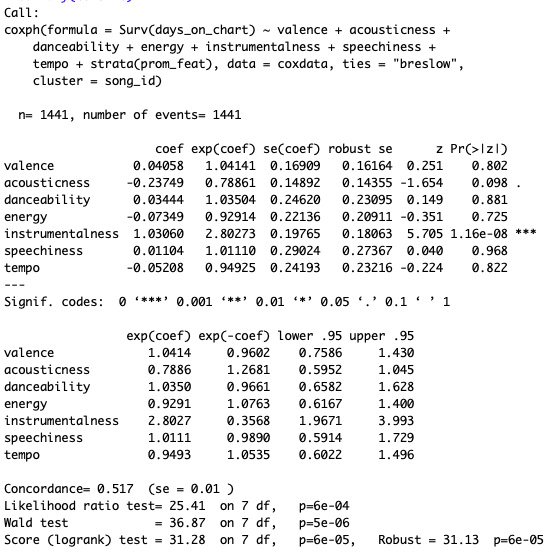 Call:
coxph(formula = Surv(days_on_chart) ~ valence + acousticness +
    danceability + energy + instrumentalness + speechiness +
    tempo + strata(prom_feat), data = coxdata, ties = "breslow",
    cluster = song_id)
  n= 1441, number of events= 1441
                     coef exp(coef) se(coef) robust se      z Pr(>|z|)
valence           0.04058   1.04141  0.16909   0.16164  0.251    0.802
acousticness     -0.23749   0.78861  0.14892   0.14355 -1.654    0.098 .
danceability      0.03444   1.03504  0.24620   0.23095  0.149    0.881
energy           -0.07349   0.92914  0.22136   0.20911 -0.351    0.725
instrumentalness  1.03060   2.80273  0.19765   0.18063  5.705 1.16e-08 ***
speechiness       0.01104   1.01110  0.29024   0.27367  0.040    0.968
tempo            -0.05208   0.94925  0.24193   0.23216 -0.224    0.822
---
Signif. codes:  0 ‘***’ 0.001 ‘**’ 0.01 ‘*’ 0.05 ‘.’ 0.1 ‘ ’ 1
                 exp(coef) exp(-coef) lower .95 upper .95
valence             1.0414     0.9602    0.7586     1.430
acousticness        0.7886     1.2681    0.5952     1.045
danceability        1.0350     0.9661    0.6582     1.628
energy              0.9291     1.0763    0.6167     1.400
instrumentalness    2.8027     0.3568    1.9671     3.993
speechiness         1.0111     0.9890    0.5914     1.729
tempo               0.9493     1.0535    0.6022     1.496
Concordance= 0.517  (se = 0.01 )
Likelihood ratio test= 25.41  on 7 df,   p=6e-04
Wald test            = 36.87  on 7 df,   p=5e-06
Score (logrank) test = 31.28  on 7 df,   p=6e-05,   Robust = 31.13  p=6e-05